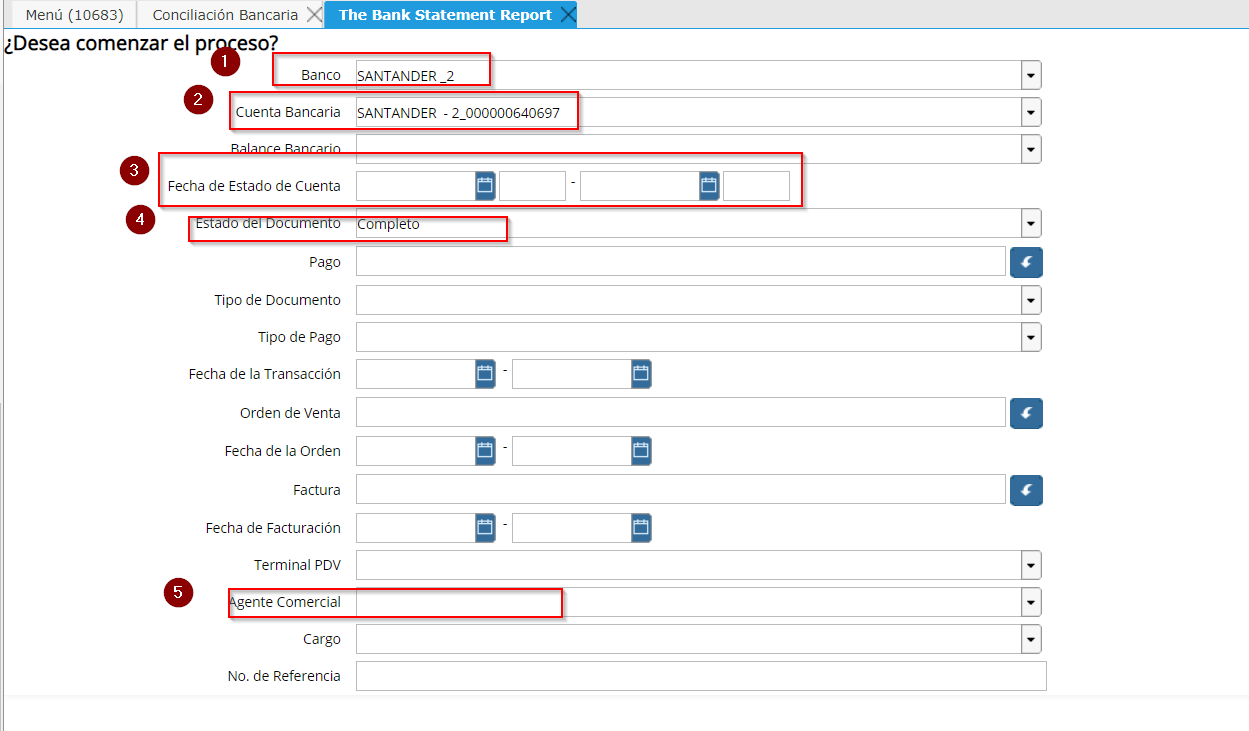 Menú (10683) Conciliación Bancaria The Bank Statement Report
¿Desea comenzar el proceso?
1
Banco SANTANDER _2
2
Cuenta Bancaria SANTANDER - 2_000000640697
Balance Bancario
3
Fecha de Estado de Cuenta -
4
Estado del Documento Completo
Pago
Tipo de Documento
Tipo de Pago
Fecha de la Transacción -
Orden de Venta
Fecha de la Orden -
Factura
Fecha de Facturación -
Terminal PDV
5
Agente Comercial
Cargo
No. de Referencia